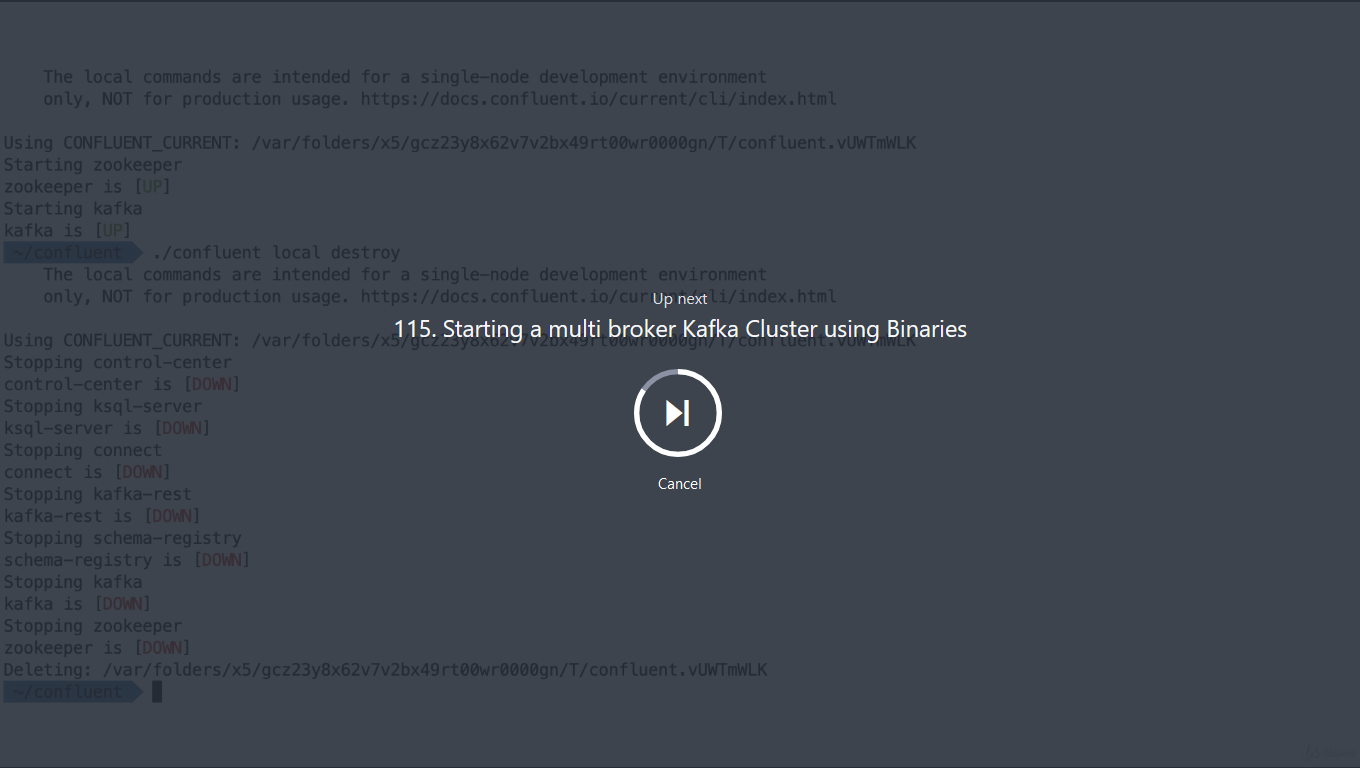 The local commands are intended for a single-node development environment
only, NOT for production usage. https://docs.confluent.io/current/cli/index.html
Using CONFLUENT_CURRENT: /var/folders/x5/gcz23y8x62v7v2bx49rt00wr0000gn/T/confluent.vUWTmWLK
Starting zookeeper
zookeeper is [UP]
Starting kafka
kafka is [UP]
~/confluent ./confluent local destroy
The local commands are intended for a single-node development environment
only, NOT for production usage. https://docs.confluent.io/current/cli/index.html
Up next
115. Starting a multi broker Kafka Cluster using Binaries
Using CONFLUENT_CURRENT: /var/folders/x5/gcz23y8x62v7v2bx49rt00wr0000gn/T/confluent.vUWTmWLK
Stopping control-center
control-center is [DOWN]
Stopping ksql-server
ksql-server is [DOWN]
Stopping connect
connect is [DOWN]
Cancel
Stopping kafka-rest
kafka-rest is [DOWN]
Stopping schema-registry
schema-registry is [DOWN]
Stopping kafka
kafka is [DOWN]
Stopping zookeeper
zookeeper is [DOWN]
Deleting: /var/folders/x5/gcz23y8x62v7v2bx49rt00wr0000gn/T/confluent.vUWTmWLK
~/confluent